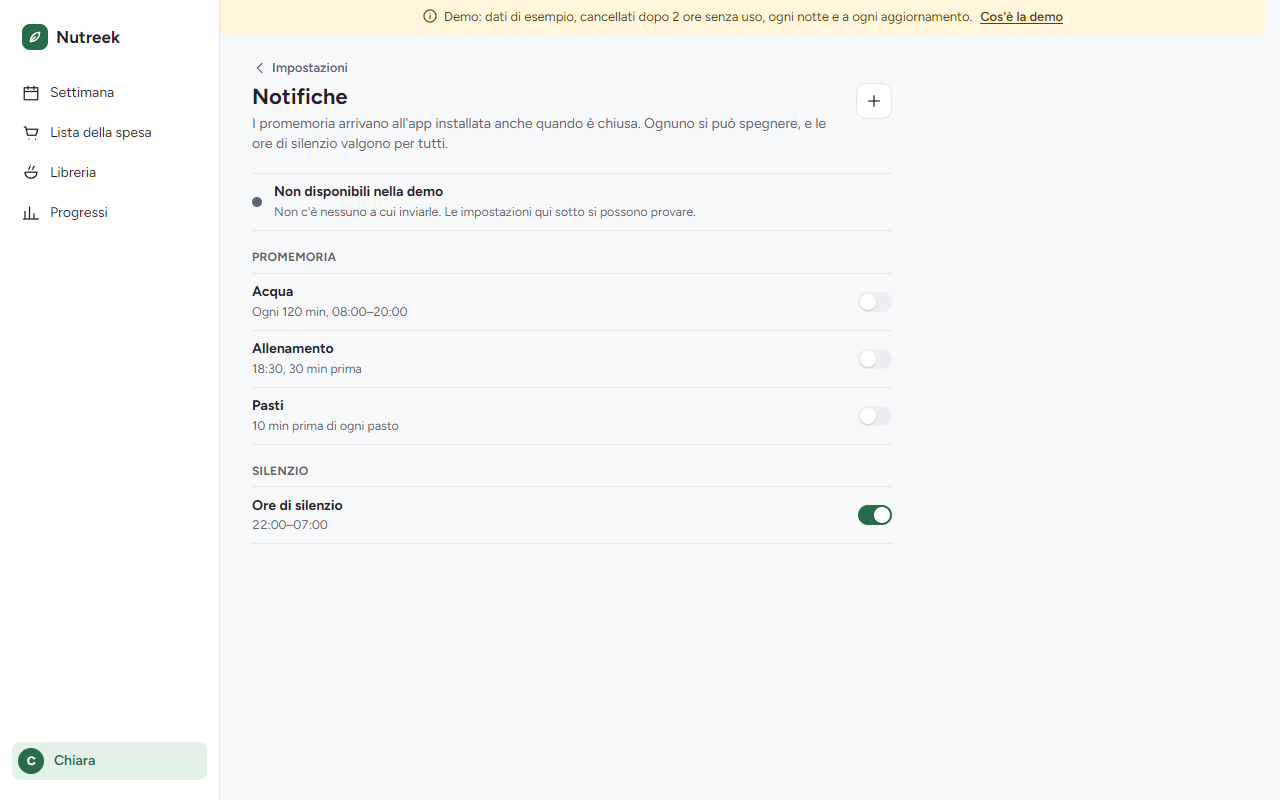 Nutreek
Settimana
Lista della spesa
Libreria
Progressi
C Chiara
Demo: dati di esempio, cancellati dopo 2 ore senza uso, ogni notte e a ogni aggiornamento. Cos'è la demo
Impostazioni
Notifiche
I promemoria arrivano all'app installata anche quando è chiusa. Ognuno si può spegnere, e le
ore di silenzio valgono per tutti.
Non disponibili nella demo
Non c'è nessuno a cui inviarle. Le impostazioni qui sotto si possono provare.
PROMEMORIA
Acqua
Ogni 120 min, 08:00–20:00
Allenamento
18:30, 30 min prima
Pasti
10 min prima di ogni pasto
SILENZIO
Ore di silenzio
22:00–07:00